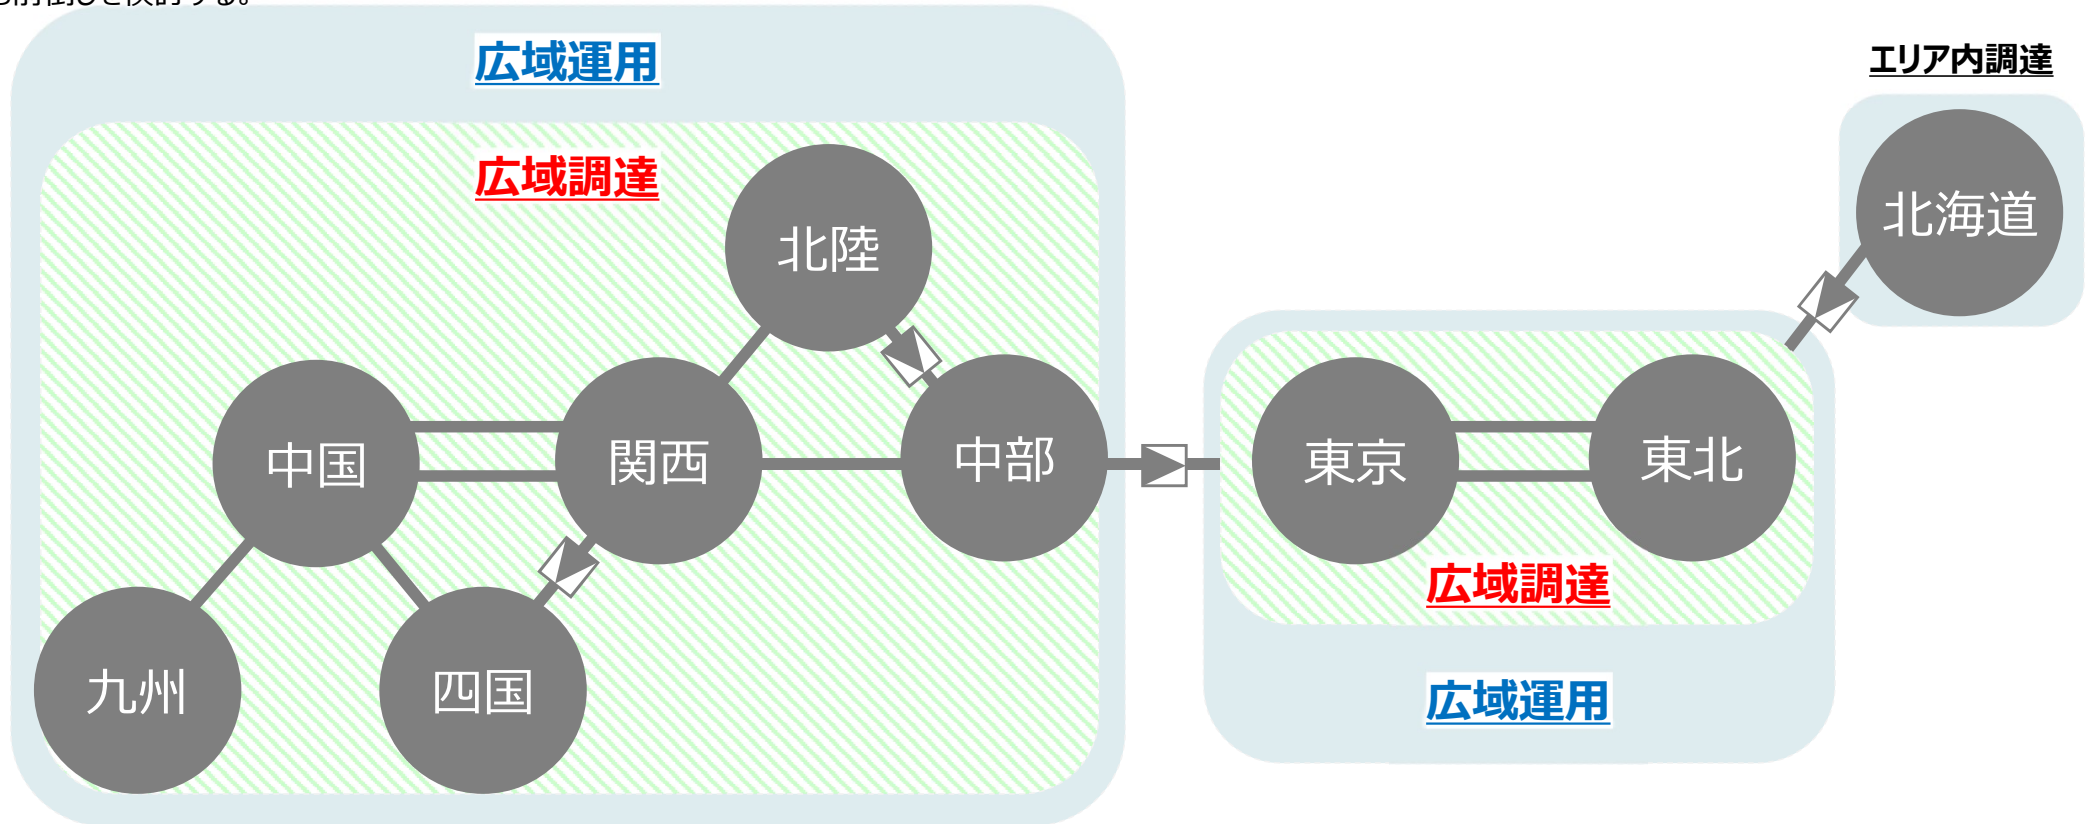 広域運用
エリア内調達
広域調達
北陸
北海道
中国
関西
中部
東京
東北
広域調達
九州
四国
広域運用